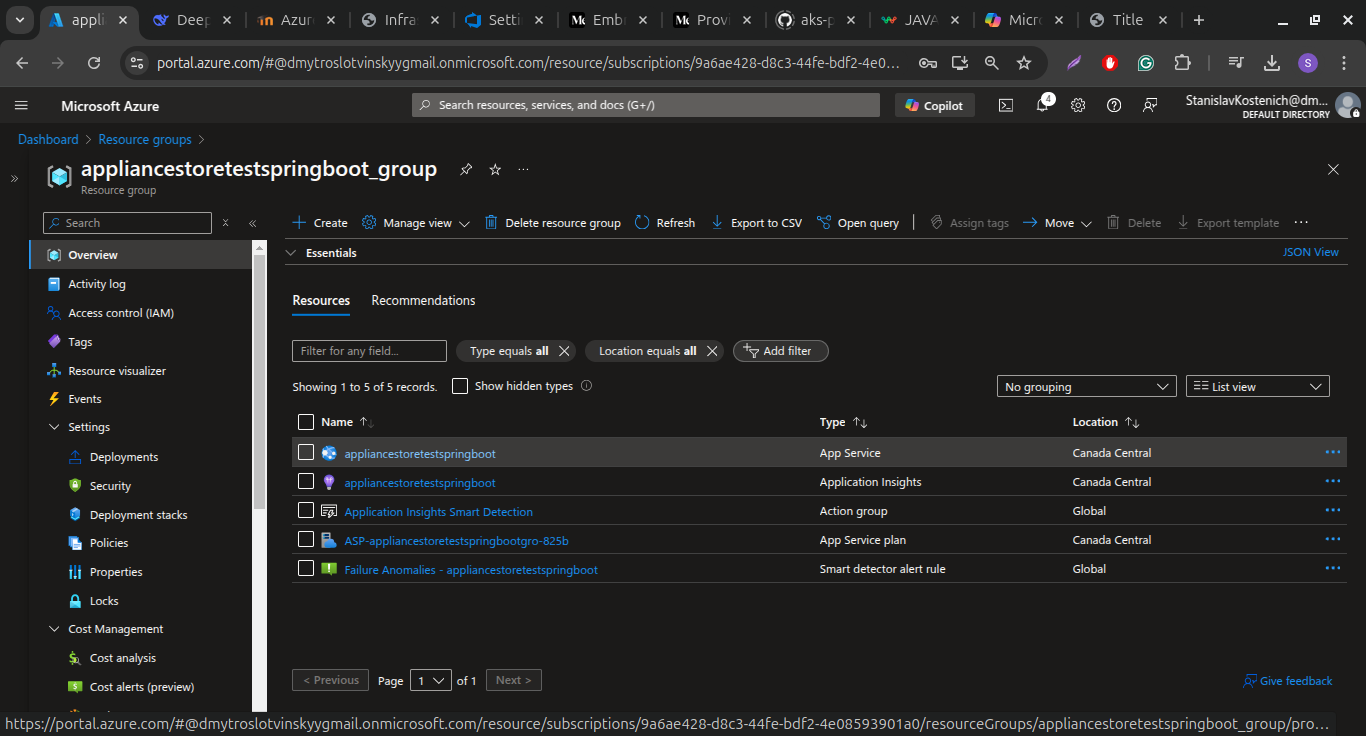 appli
Deep
Azur
Infra
Setti
Emb
Provi
aks-p
JAVA
Micr
Title
portal.azure.com/#@dmytroslotvinskyygmail.onmicrosoft.com/resource/subscriptions/9a6ae428-d8c3-44fe-bdf2-4e0...
S
Microsoft Azure
Search resources, services, and docs (G+/)
Copilot
4
StanislavKostenich@dm...
DEFAULT DIRECTORY
Dashboard > Resource groups >
appliancestoretestspringboot_group
Resource group
Search
Create Manage view Delete resource group Refresh Export to CSV Open query Assign tags Move Delete Export template
Overview
Activity log
Access control (IAM)
Tags
Resource visualizer
Events
Settings
Deployments
Security
Deployment stacks
Policies
Properties
Locks
Cost Management
Cost analysis
Cost alerts (preview)
Essentials
JSON View
Resources Recommendations
Filter for any field...
Type equals all
Location equals all
Add filter
Showing 1 to 5 of 5 records.
Show hidden types
No grouping
List view
Name Type Location
appliancestoretestspringboot App Service Canada Central
appliancestoretestspringboot Application Insights Canada Central
Application Insights Smart Detection Action group Global
ASP-appliancestoretestspringbootgro-825b App Service plan Canada Central
Failure Anomalies - appliancestoretestspringboot Smart detector alert rule Global
< Previous Page 1 of 1 Next >
Give feedback
https://portal.azure.com/#@dmytroslotvinskyygmail.onmicrosoft.com/resource/subscriptions/9a6ae428-d8c3-44fe-bdf2-4e08593901a0/resourceGroups/appliancestoretestspringboot_group/pro...